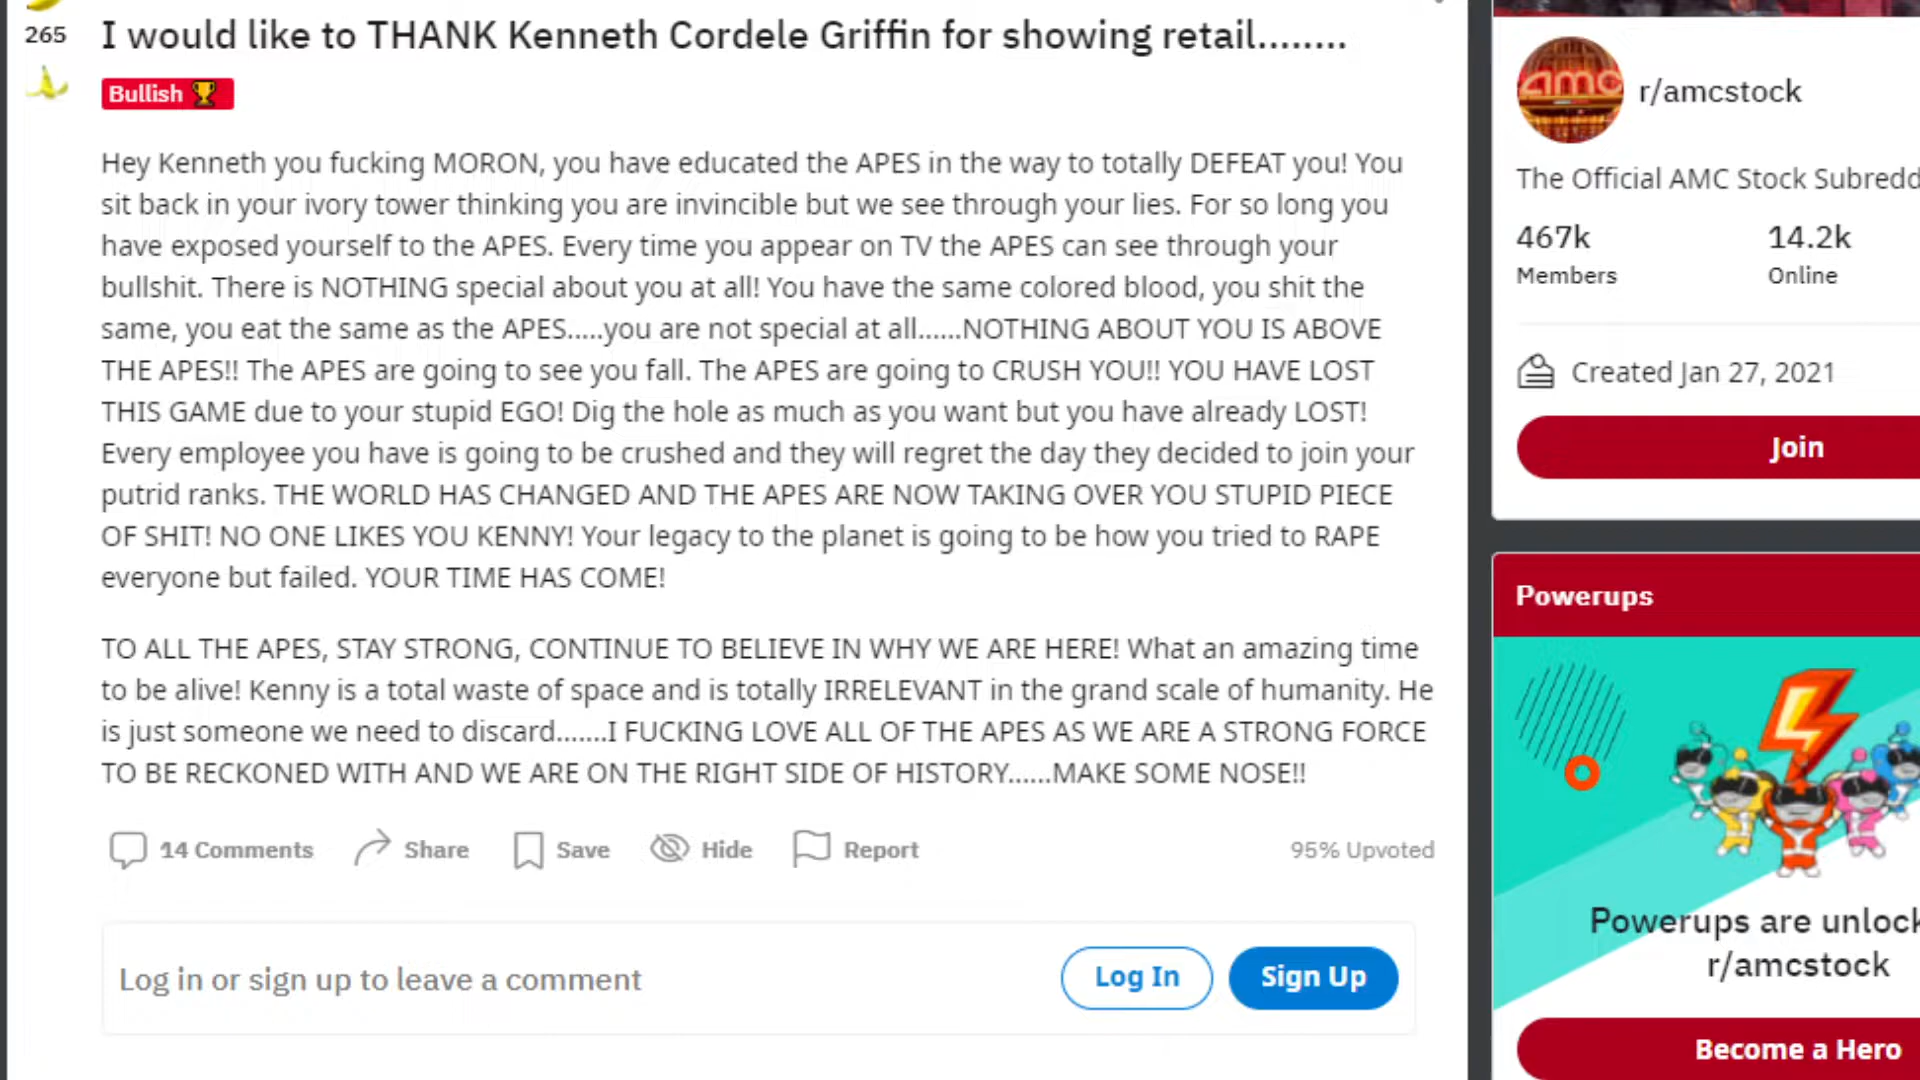 265
I would like to THANK Kenneth Cordele Griffin for showing retail........
Bullish
Hey Kenneth you fucking MORON, you have educated the APES in the way to totally DEFEAT you! You
sit back in your ivory tower thinking you are invincible but we see through your lies. For so long you
have exposed yourself to the APES. Every time you appear on TV the APES can see through your
bullshit. There is NOTHING special about you at all! You have the same colored blood, you shit the
same, you eat the same as the APES.....you are not special at all......NOTHING ABOUT YOU IS ABOVE
THE APES!! The APES are going to see you fall. The APES are going to CRUSH YOU!! YOU HAVE LOST
THIS GAME due to your stupid EGO! Dig the hole as much as you want but you have already LOST!
Every employee you have is going to be crushed and they will regret the day they decided to join your
putrid ranks. THE WORLD HAS CHANGED AND THE APES ARE NOW TAKING OVER YOU STUPID PIECE
OF SHIT! NO ONE LIKES YOU KENNY! Your legacy to the planet is going to be how you tried to RAPE
everyone but failed. YOUR TIME HAS COME!
TO ALL THE APES, STAY STRONG, CONTINUE TO BELIEVE IN WHY WE ARE HERE! What an amazing time
to be alive! Kenny is a total waste of space and is totally IRRELEVANT in the grand scale of humanity. He
is just someone we need to discard.......I FUCKING LOVE ALL OF THE APES AS WE ARE A STRONG FORCE
TO BE RECKONED WITH AND WE ARE ON THE RIGHT SIDE OF HISTORY......MAKE SOME NOSE!!
14 Comments Share Save Hide Report 95% Upvoted
Log in or sign up to leave a comment Log In Sign Up
amc r/amcstock
The Official AMC Stock Subredd
467k 14.2k
Members Online
Created Jan 27, 2021
Join
Powerups
Powerups are unlock
r/amcstock
Become a Hero